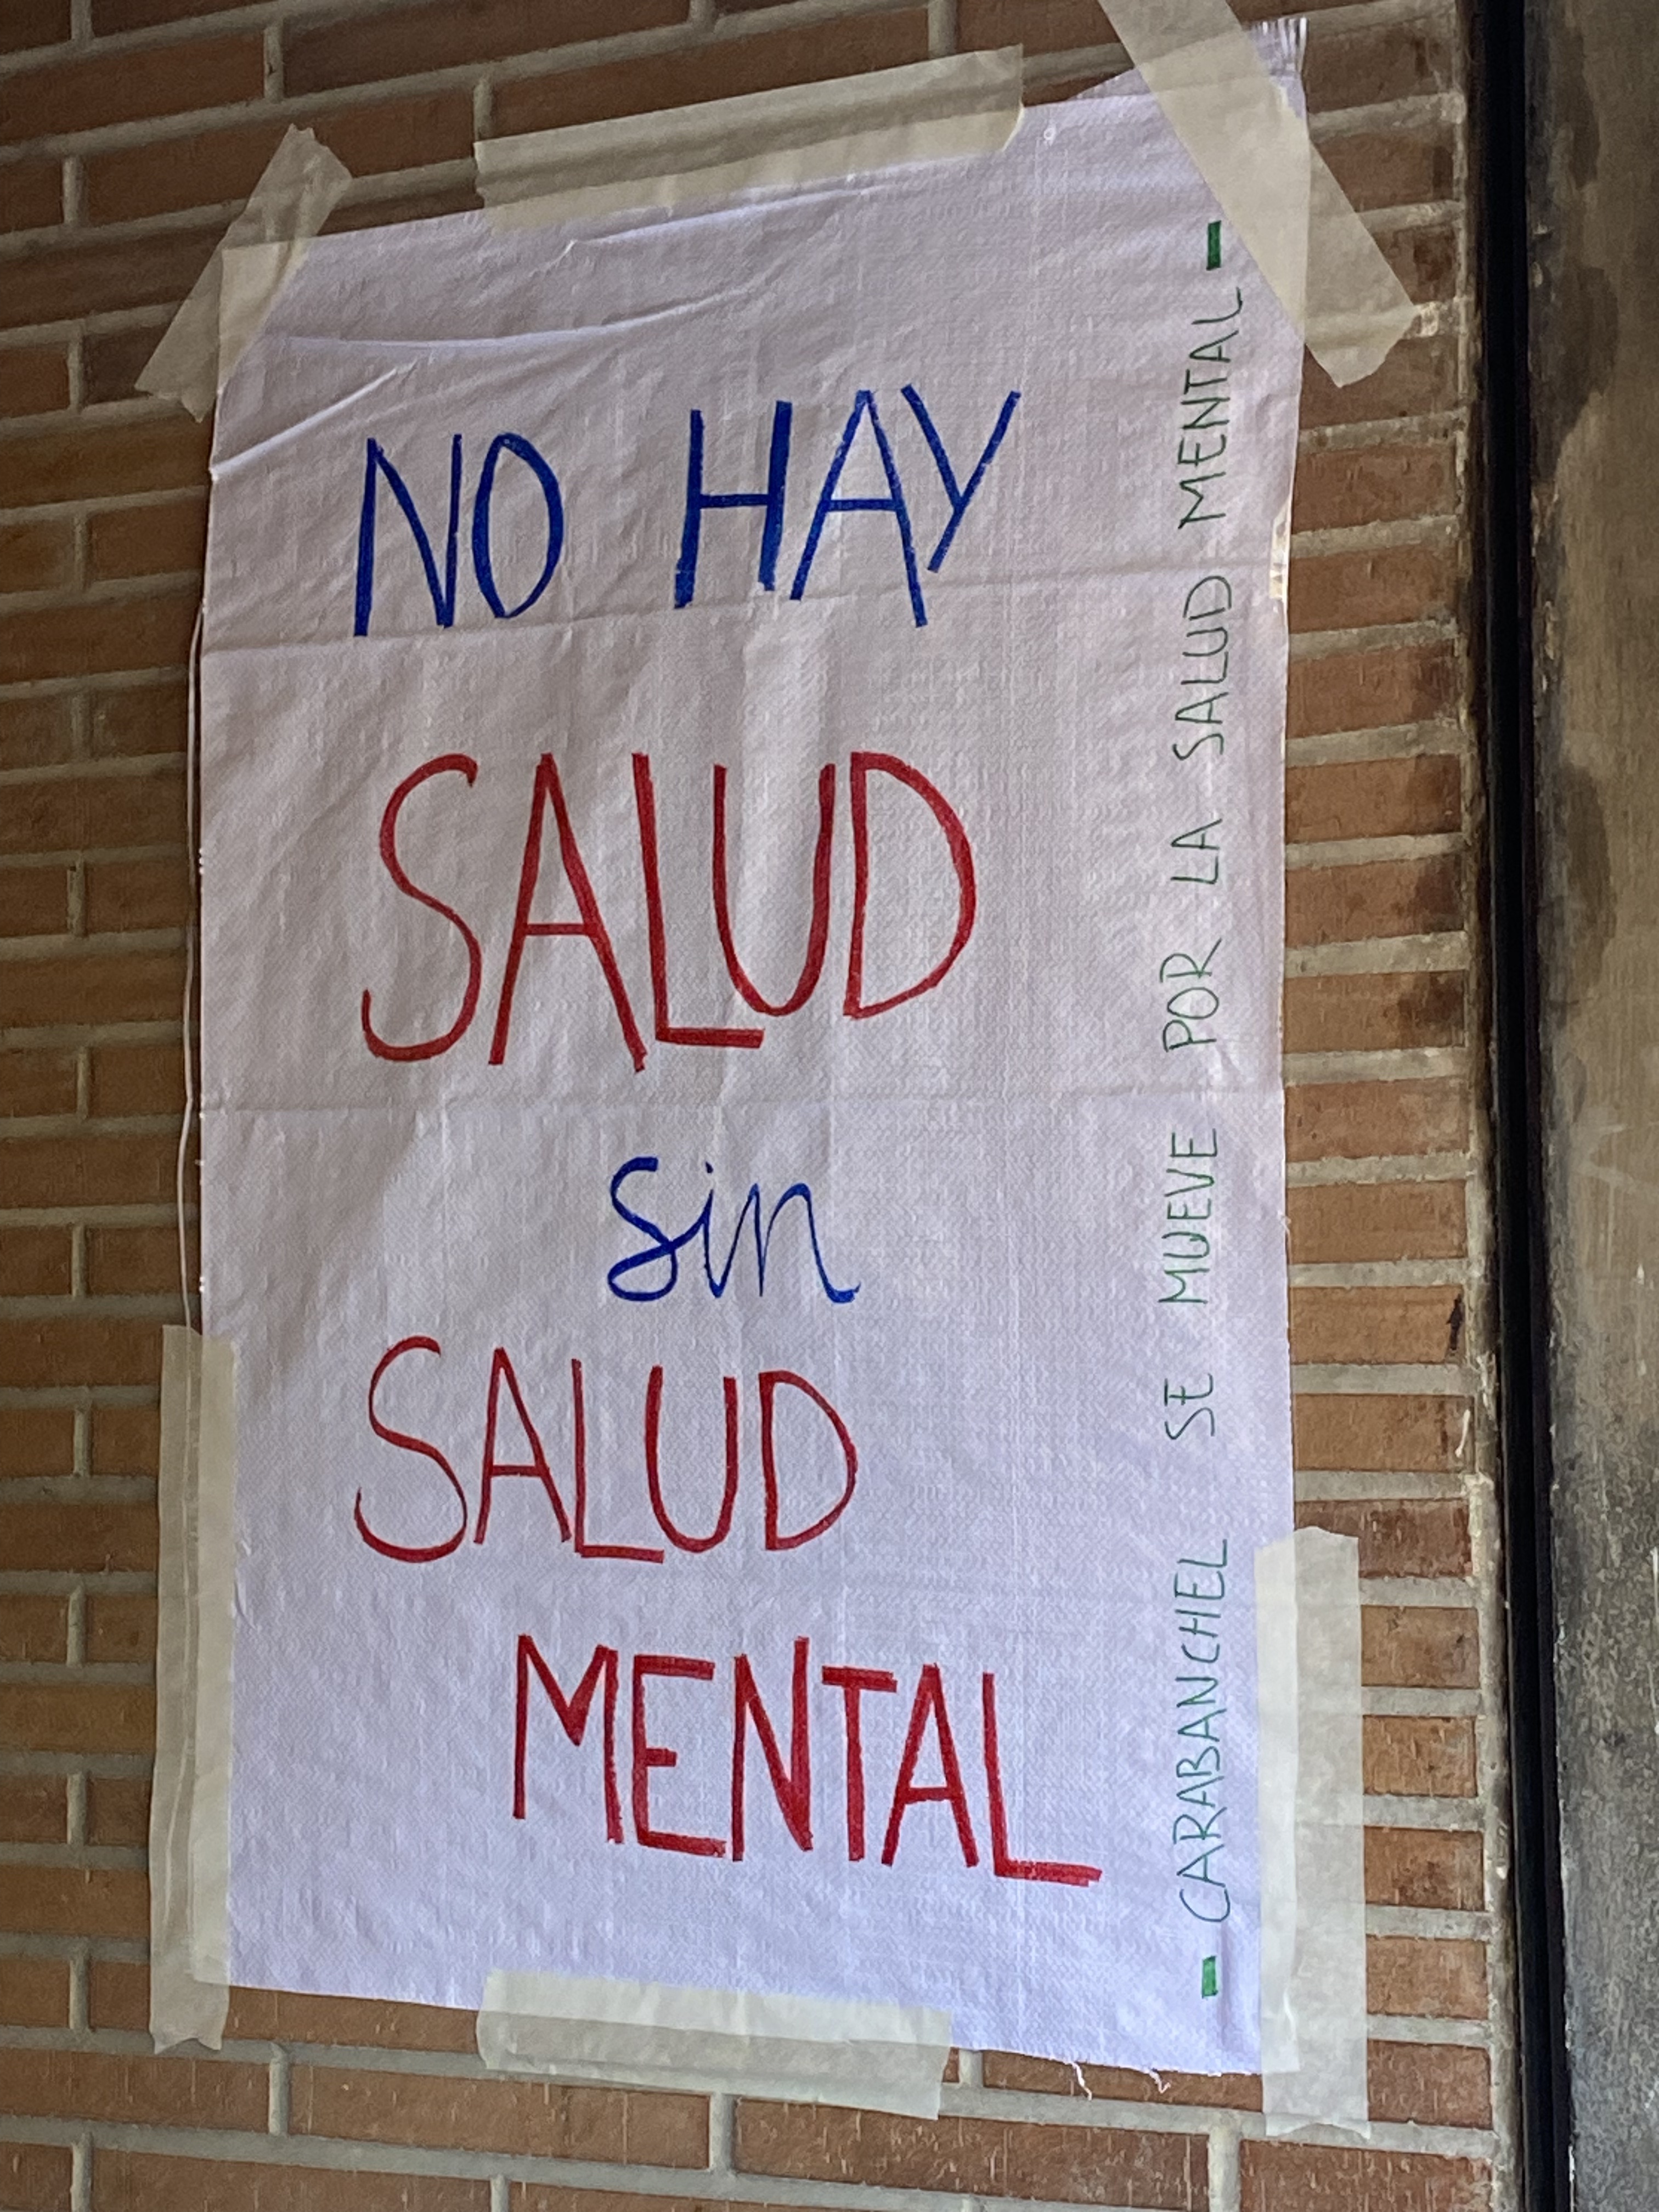 NO HAY
SALUD
sin
SALUD
MENTAL
- CARABANCHEL SE MUEVE POR LA SALUD MENTAL -